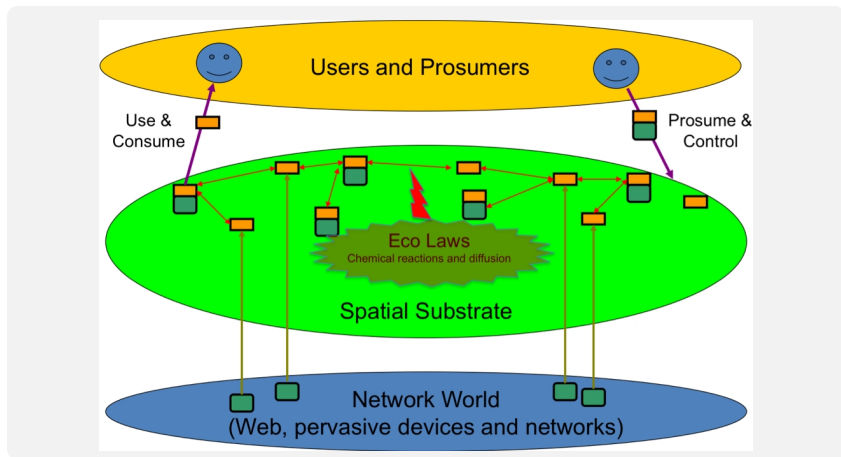 Users and Prosumers
Use &
Consume
Prosume &
Control
Eco Laws
Chemical reactions and diffusion
Spatial Substrate
Network World
(Web, pervasive devices and networks)